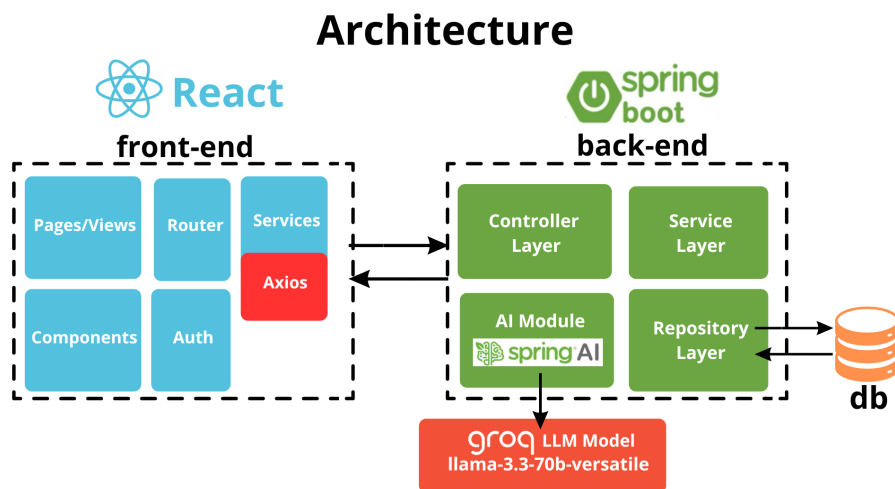 Architecture
React
front-end
Pages/Views
Router
Services
Axios
Components
Auth
spring
boot
back-end
Controller
Layer
Service
Layer
AI Module
spring AI
Repository
Layer
db
groq LLM Model
llama-3.3-70b-versatile